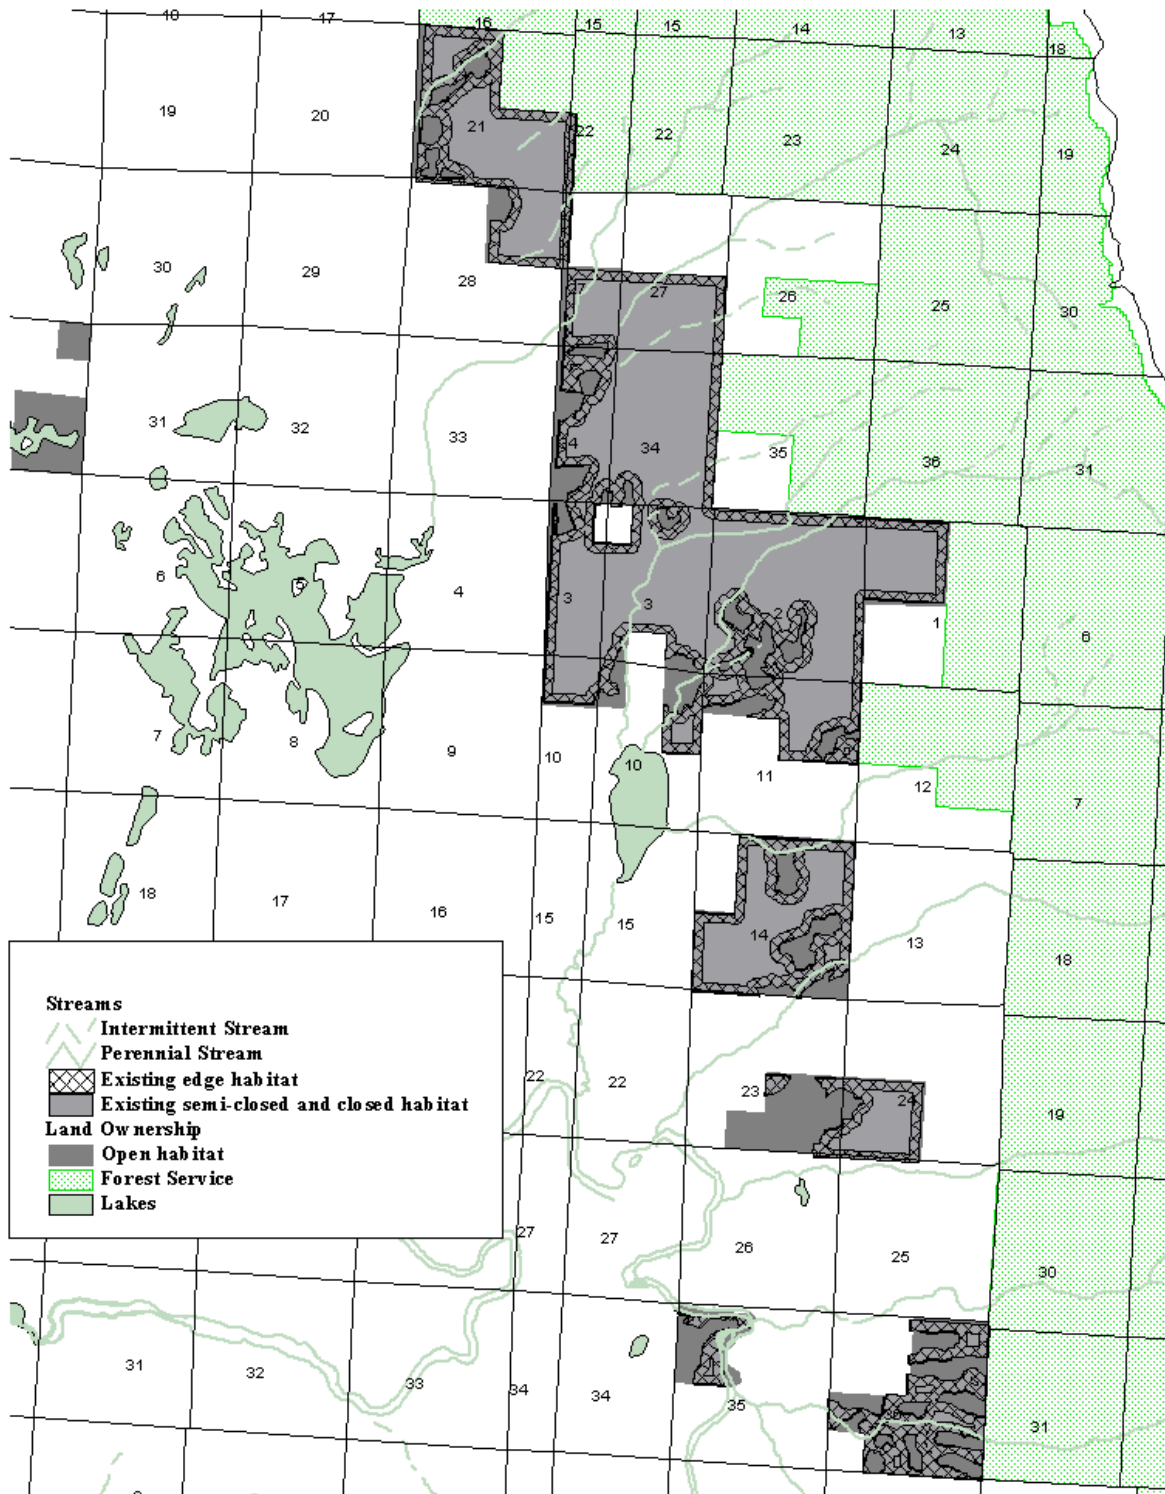 18 17 16 15 15 14 13 18
19 20 21 22 22 23 24 19
30 29 28 7 27 26 25 30
31 32 33 4 34 35 36 31
6 5 4 3 3 2 1 6
7 8 9 10 10 11 12 7
18 17 16 15 15 14 13 18
Streams
Intermittent Stream
Perennial Stream
Existing edge habitat
Existing semi-closed and closed habitat
Land Ownership
Open habitat
Forest Service
Lakes
22 22 23 24 19
27 27 26 25 30
31 32 33 34 34 35 31